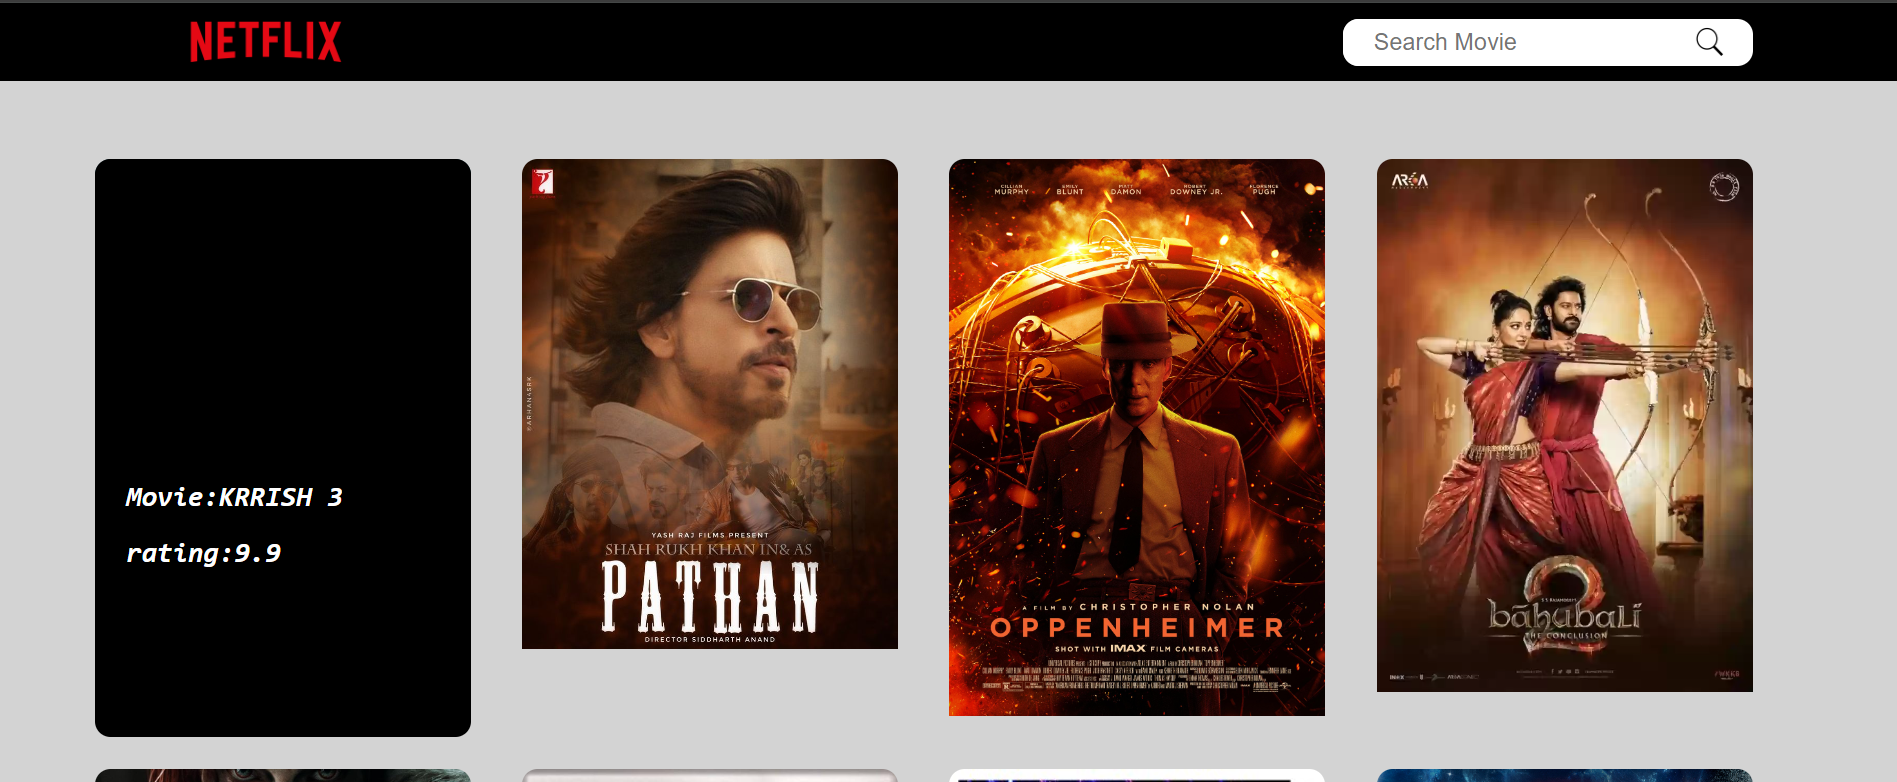 NETFLIX
Search Movie
Movie:KRRISH 3
rating:9.9
KARHAN4SRK
YASH RAJ FILMS PRESENT
SHAH RUKH KHAN IN& AS
PATHAN
DIRECTOR SIDDHARTH ANAND
CILLIAN MURPHY / EMILY BLUNT MATT DAMON ROBERT DOWNEY JR. FLORENCE PUGH
A FILM BY CHRISTOPHER NOLAN
OPPENHEIMER
SHOT WITH IMAX FILM CAMERAS
S S RAJAMOULI'S
bāhubali
2
THE CONCLUSION